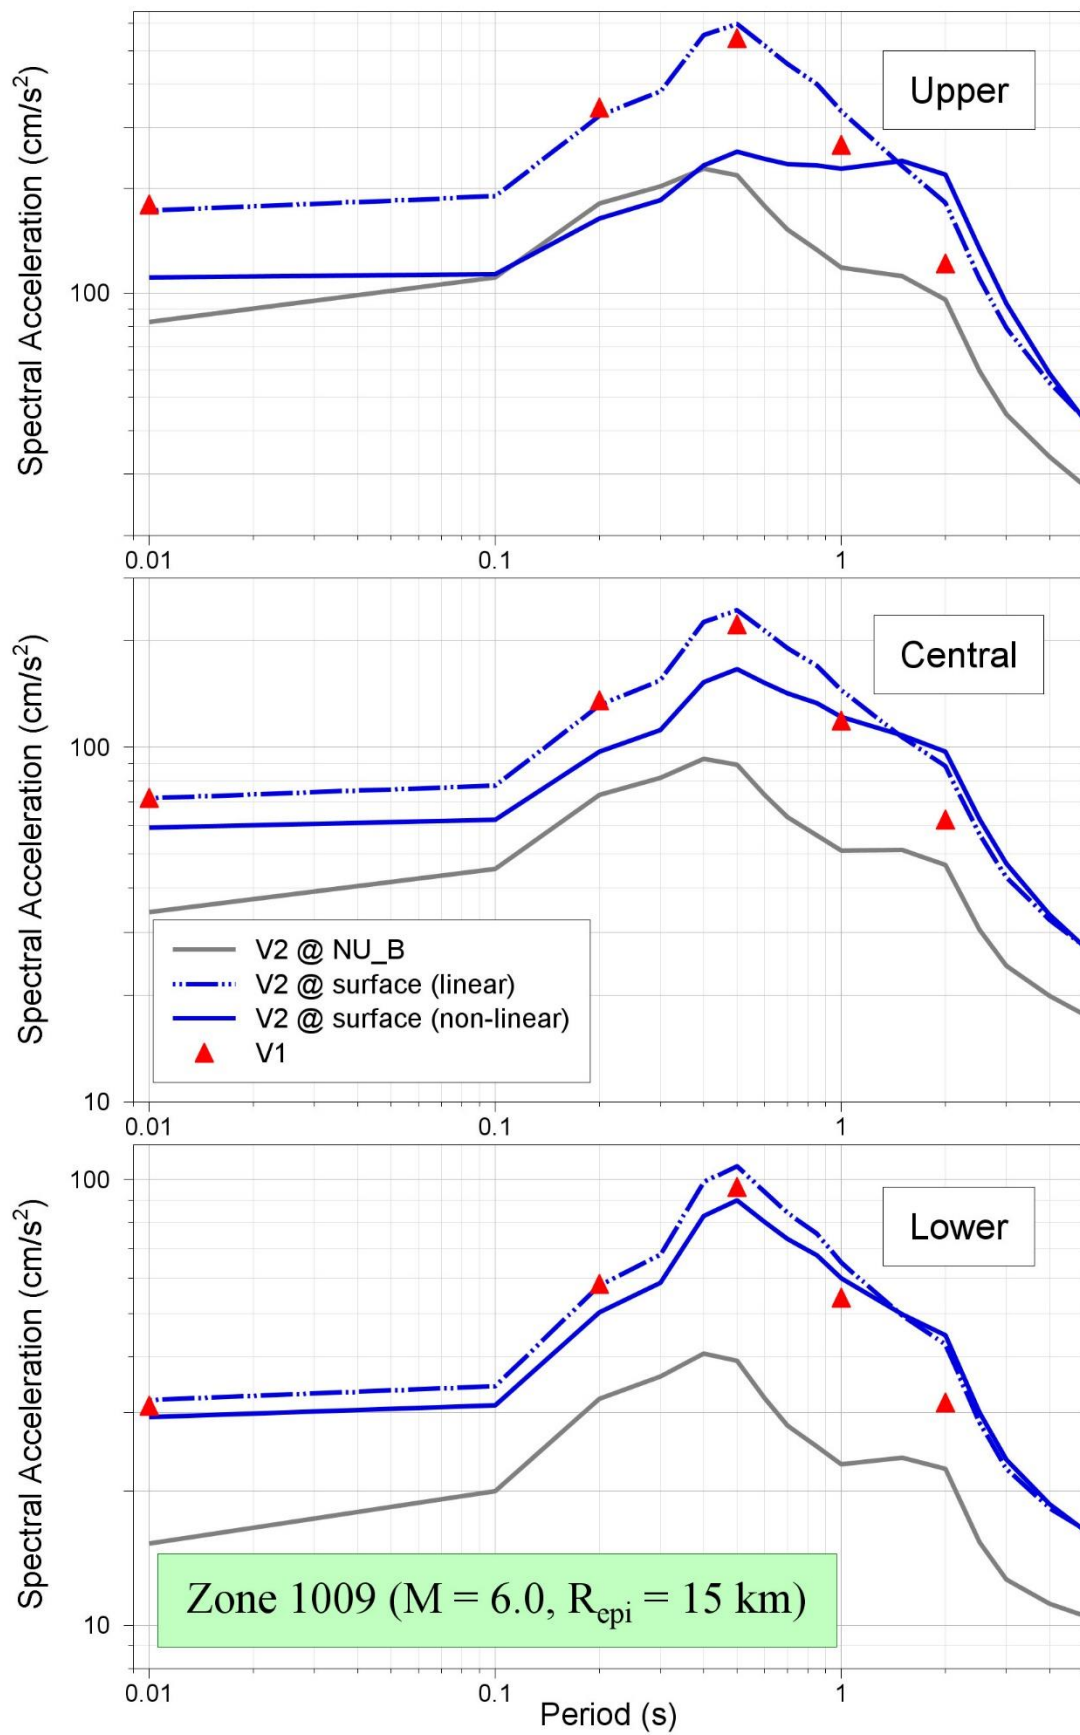 Upper
Spectral Acceleration (cm/s²)
100
0.01 0.1 1
Central
Spectral Acceleration (cm/s²)
100
V2 @ NU_B
V2 @ surface (linear)
V2 @ surface (non-linear)
V1
10
0.01 0.1 1
100
Lower
Spectral Acceleration (cm/s²)
Zone 1009 (M = 6.0, Repi = 15 km)
10
0.01 0.1 1
Period (s)